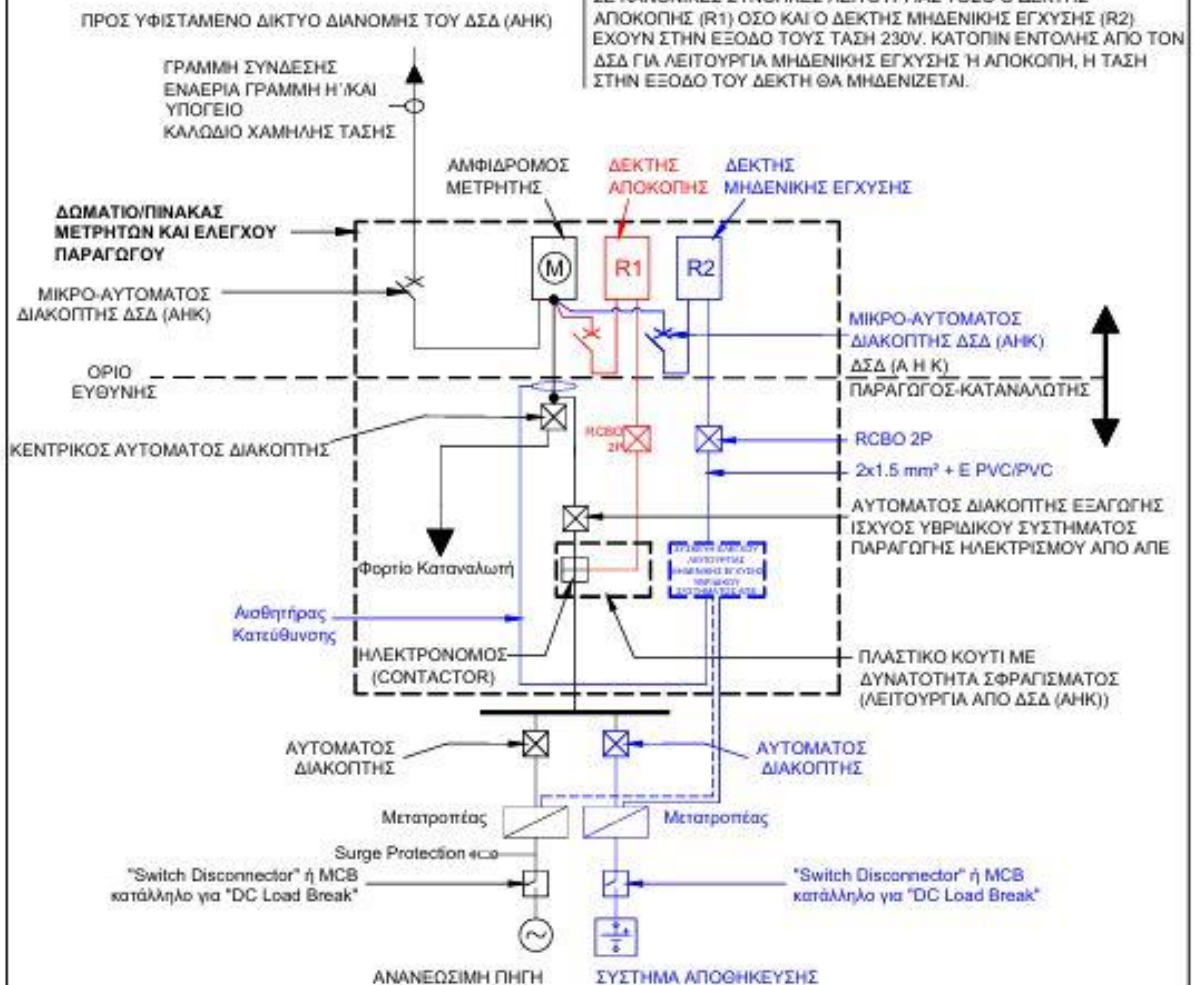 ΠΡΟΣ ΥΦΙΣΤΑΜΕΝΟ ΔΙΚΤΥΟ ΔΙΑΝΟΜΗΣ ΤΟΥ ΔΣΔ (ΑΗΚ)
ΑΠΟΚΟΠΗΣ (R1) ΟΣΟ ΚΑΙ Ο ΔΕΚΤΗΣ ΜΗΔΕΝΙΚΗΣ ΕΓΧΥΣΗΣ (R2)
ΕΧΟΥΝ ΣΤΗΝ ΕΞΟΔΟ ΤΟΥΣ ΤΑΣΗ 230V. ΚΑΤΟΠΙΝ ΕΝΤΟΛΗΣ ΑΠΟ ΤΟΝ
ΔΣΔ ΓΙΑ ΛΕΙΤΟΥΡΓΙΑ ΜΗΔΕΝΙΚΗΣ ΕΓΧΥΣΗΣ Ή ΑΠΟΚΟΠΗ, Η ΤΑΣΗ
ΣΤΗΝ ΕΞΟΔΟ ΤΟΥ ΔΕΚΤΗ ΘΑ ΜΗΔΕΝΙΖΕΤΑΙ.
ΓΡΑΜΜΗ ΣΥΝΔΕΣΗΣ
ΕΝΑΕΡΙΑ ΓΡΑΜΜΗ Η΄/ΚΑΙ
ΥΠΟΓΕΙΟ
ΚΑΛΩΔΙΟ ΧΑΜΗΛΗΣ ΤΑΣΗΣ
ΑΜΦΙΔΡΟΜΟΣ
ΜΕΤΡΗΤΗΣ
ΔΕΚΤΗΣ
ΑΠΟΚΟΠΗΣ
ΔΕΚΤΗΣ
ΜΗΔΕΝΙΚΗΣ ΕΓΧΥΣΗΣ
ΔΩΜΑΤΙΟ/ΠΙΝΑΚΑΣ
ΜΕΤΡΗΤΩΝ ΚΑΙ ΕΛΕΓΧΟΥ
ΠΑΡΑΓΩΓΟΥ
M
R1
R2
ΜΙΚΡΟ-ΑΥΤΟΜΑΤΟΣ
ΔΙΑΚΟΠΤΗΣ ΔΣΔ (ΑΗΚ)
ΜΙΚΡΟ-ΑΥΤΟΜΑΤΟΣ
ΔΙΑΚΟΠΤΗΣ ΔΣΔ (ΑΗΚ)
ΟΡΙΟ
ΕΥΘΥΝΗΣ
ΔΣΔ (Α Η Κ)
ΠΑΡΑΓΩΓΟΣ-ΚΑΤΑΝΑΛΩΤΗΣ
ΚΕΝΤΡΙΚΟΣ ΑΥΤΟΜΑΤΟΣ ΔΙΑΚΟΠΤΗΣ
RCBO
2P
RCBO 2P
2x1.5 mm² + E PVC/PVC
ΑΥΤΟΜΑΤΟΣ ΔΙΑΚΟΠΤΗΣ ΕΞΑΓΩΓΗΣ
ΙΣΧΥΟΣ ΥΒΡΙΔΙΚΟΥ ΣΥΣΤΗΜΑΤΟΣ
ΠΑΡΑΓΩΓΗΣ ΗΛΕΚΤΡΙΣΜΟΥ ΑΠΟ ΑΠΕ
Φορτίο Καταναλωτή
Αισθητήρας
Κατεύθυνσης
ΗΛΕΚΤΡΟΝΟΜΟΣ
(CONTACTOR)
ΠΛΑΣΤΙΚΟ ΚΟΥΤΙ ΜΕ
ΔΥΝΑΤΟΤΗΤΑ ΣΦΡΑΓΙΣΜΑΤΟΣ
(ΛΕΙΤΟΥΡΓΙΑ ΑΠΟ ΔΣΔ (ΑΗΚ))
ΑΥΤΟΜΑΤΟΣ
ΔΙΑΚΟΠΤΗΣ
ΑΥΤΟΜΑΤΟΣ
ΔΙΑΚΟΠΤΗΣ
Μετατροπέας
Μετατροπέας
Surge Protection
"Switch Disconnector" ή MCB
κατάλληλο για "DC Load Break"
"Switch Disconnector" ή MCB
κατάλληλο για "DC Load Break"
ΑΝΑΝΕΩΣΙΜΗ ΠΗΓΗ
ΣΥΣΤΗΜΑ ΑΠΟΘΗΚΕΥΣΗΣ